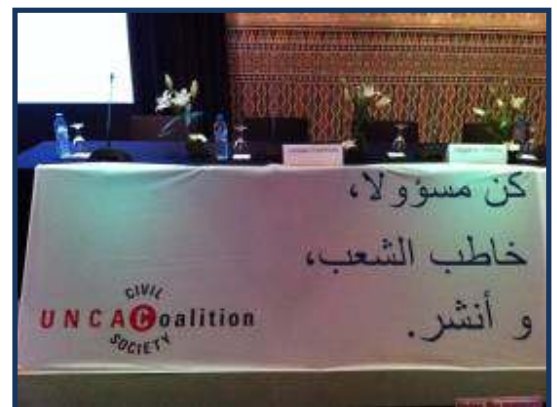 كن مسؤولا،
خاطب الشعب،
و أنشر.
CIVIL
UNCACoalition
SOCIETY